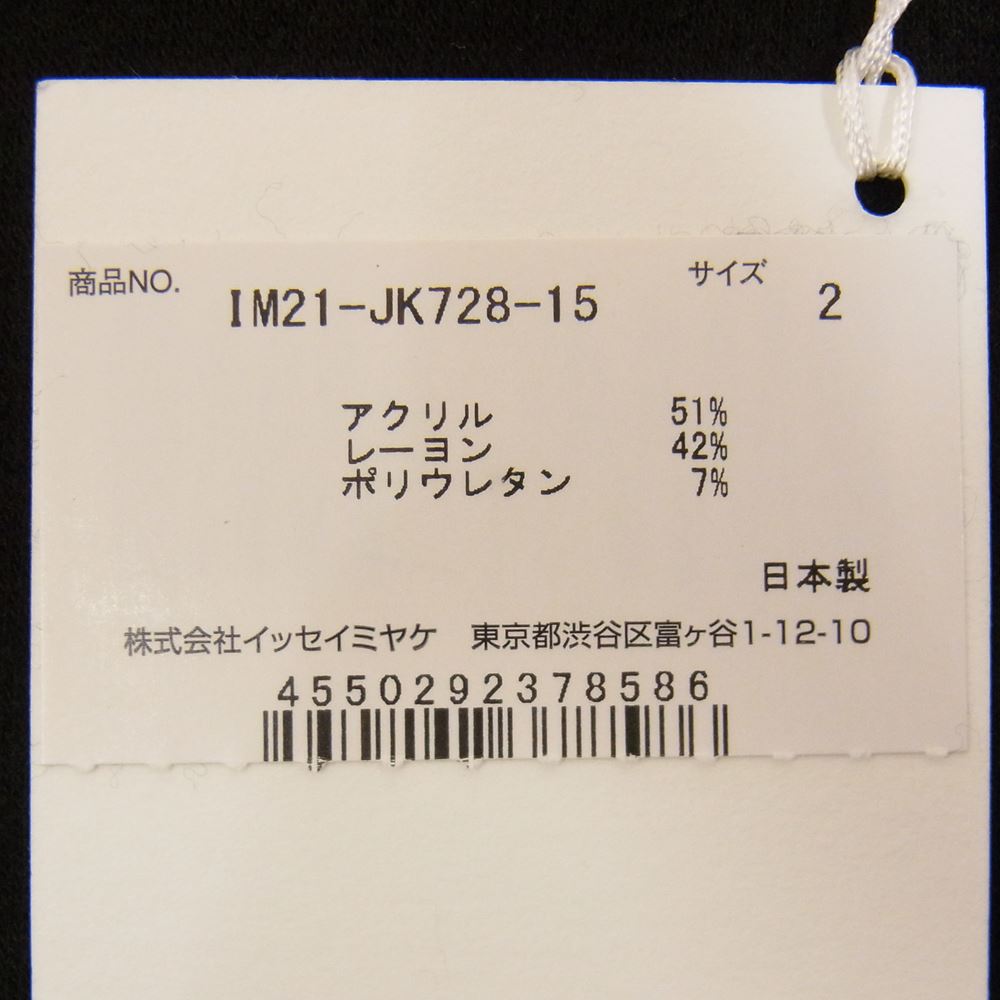 商品NO. IM21-JK728-15 サイズ 2
アクリル 51%
レーヨン 42%
ポリウレタン 7%
日本製
株式会社イッセイミヤケ 東京都渋谷区富ヶ谷1-12-10
4550292378586